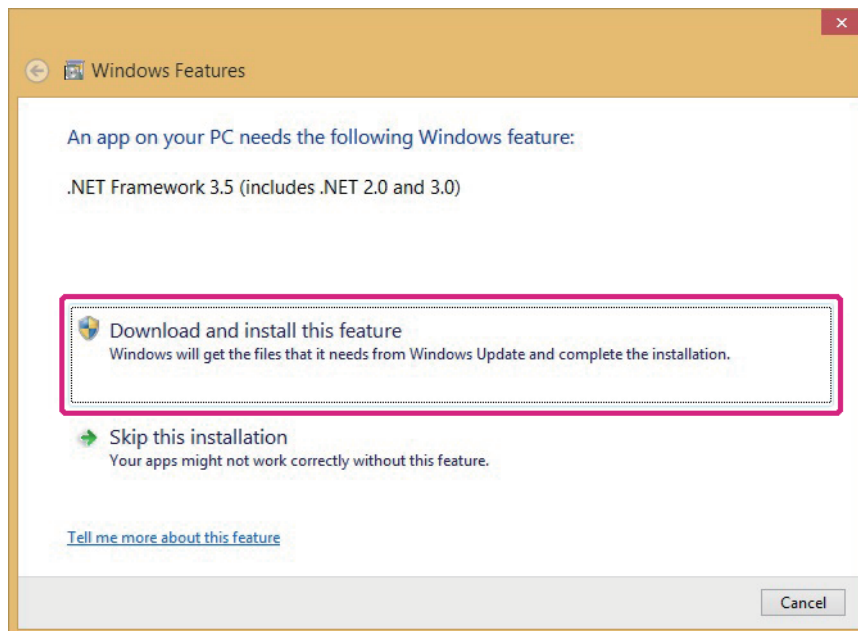 Windows Features
An app on your PC needs the following Windows feature:
.NET Framework 3.5 (includes .NET 2.0 and 3.0)
Download and install this feature
Windows will get the files that it needs from Windows Update and complete the installation.
Skip this installation
Your apps might not work correctly without this feature.
Tell me more about this feature
Cancel